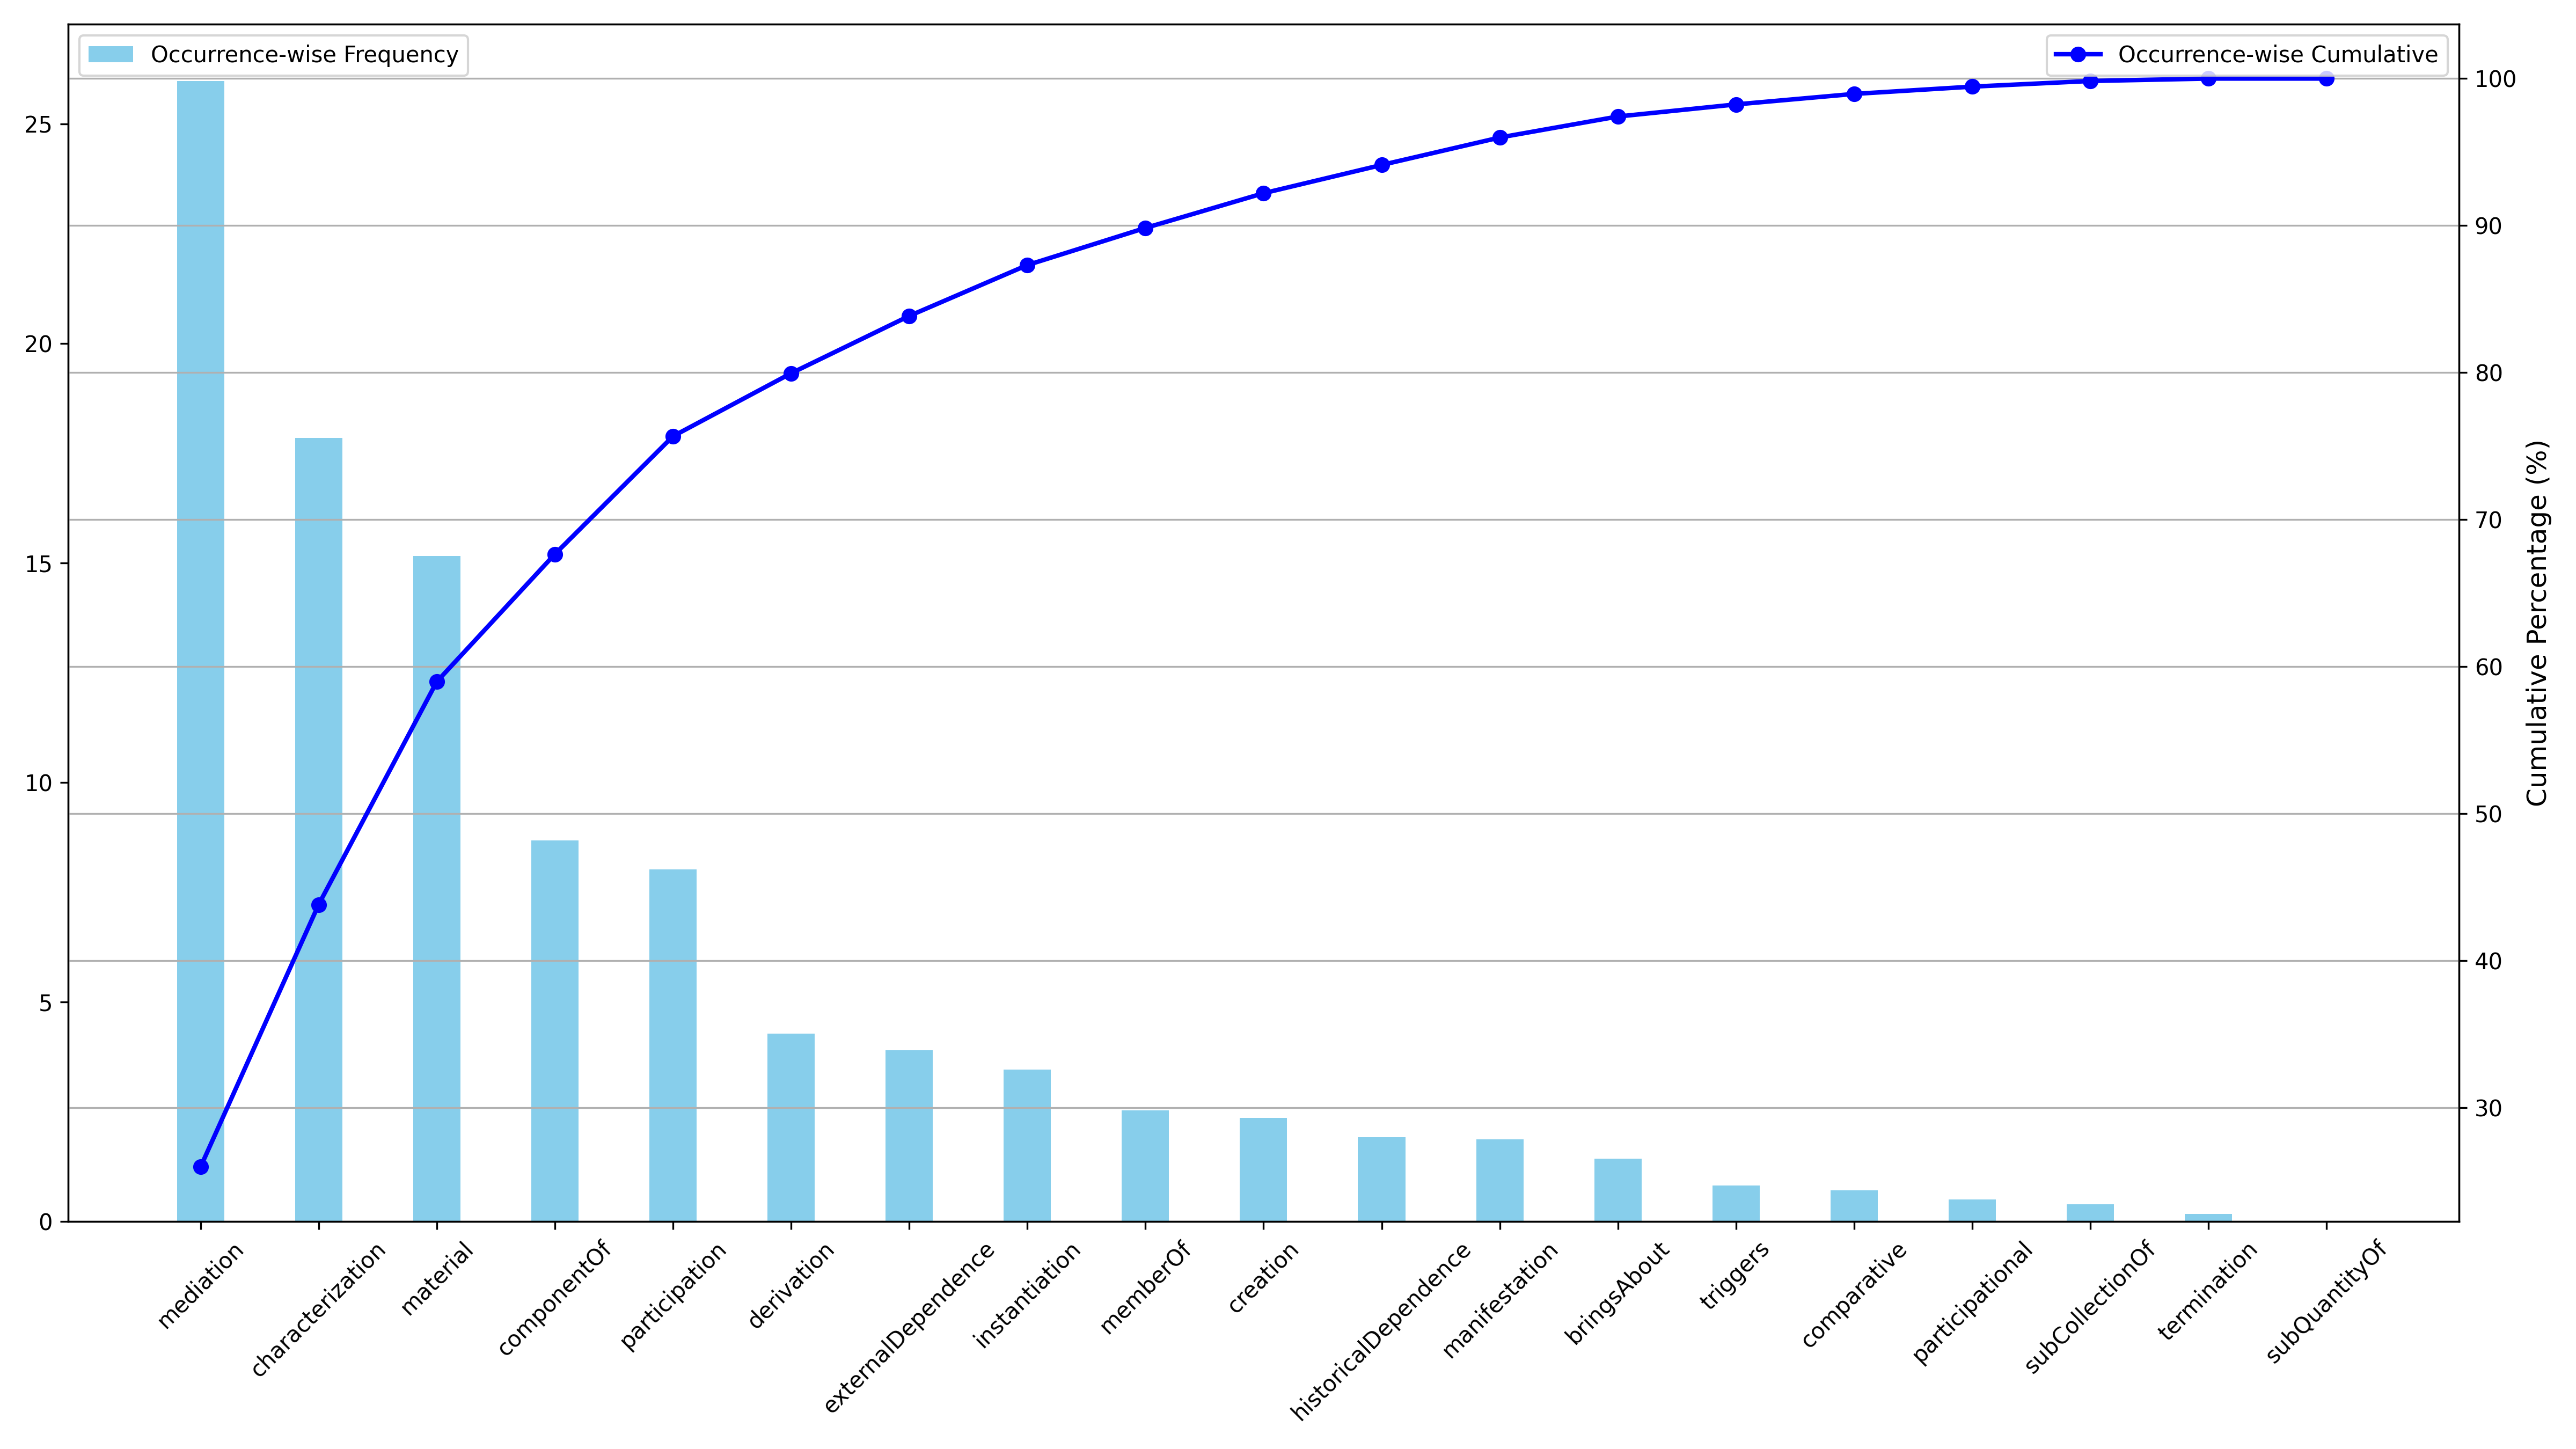 Occurrence-wise Frequency
Occurrence-wise Cumulative
25
20
15
10
5
0
100
90
80
70
60
50
40
30
Cumulative Percentage (%)
mediation
characterization
material
componentOf
participation
derivation
externalDependence
instantiation
memberOf
creation
historicalDependence
manifestation
bringsAbout
triggers
comparative
participational
subCollectionOf
termination
subQuantityOf